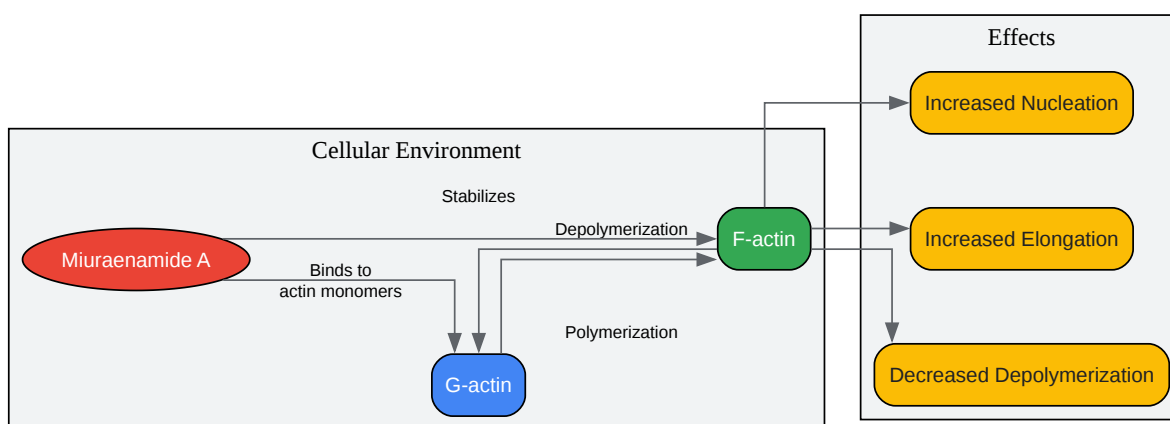 Effects
Increased Nucleation
Cellular Environment
Stabilizes
Depolymerization
F-actin
Increased Elongation
Miuraenamide A
Binds to
actin monomers
Polymerization
G-actin
Decreased Depolymerization